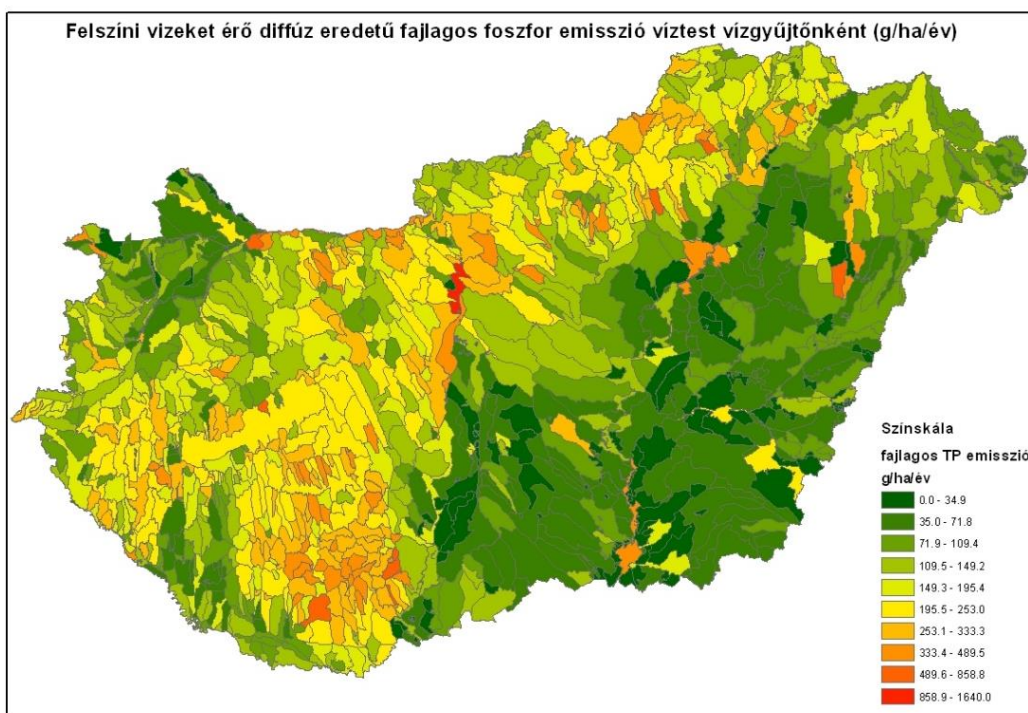 Felszíni vizeket érő diffúz eredetű fajlagos foszfor emisszió víztest vízgyűjtőnként (g/ha/év)
Színskála
fajlagos TP emisszió
g/ha/év
0.0 - 34.9
35.0 - 71.8
71.9 - 109.4
109.5 - 149.2
149.3 - 195.4
195.5 - 253.0
253.1 - 333.3
333.4 - 489.5
489.6 - 858.8
858.9 - 1640.0